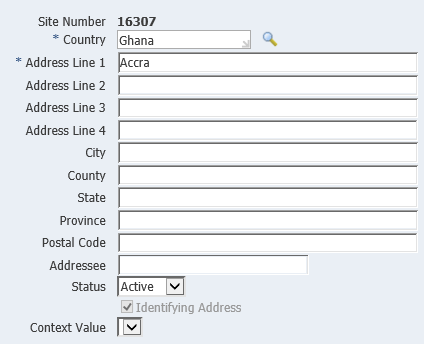 Site Number 16307
* Country Ghana
* Address Line 1 Accra
Address Line 2
Address Line 3
Address Line 4
City
County
State
Province
Postal Code
Addressee
Status Active
Identifying Address
Context Value